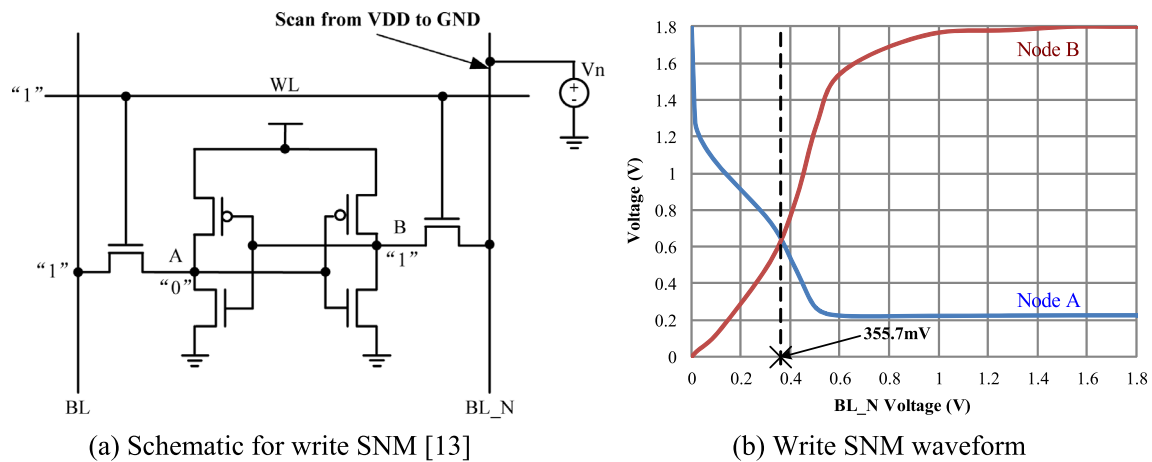 Scan from VDD to GND
Vn
+
-
WL
“1”
A
B
“1”
“0”
“1”
BL
BL_N
(a) Schematic for write SNM [13]
1.8
1.6
1.4
1.2
1
0.8
0.6
0.4
0.2
0
Voltage (V)
Node B
Node A
355.7mV
0 0.2 0.4 0.6 0.8 1 1.2 1.4 1.6 1.8
BL_N Voltage (V)
(b) Write SNM waveform